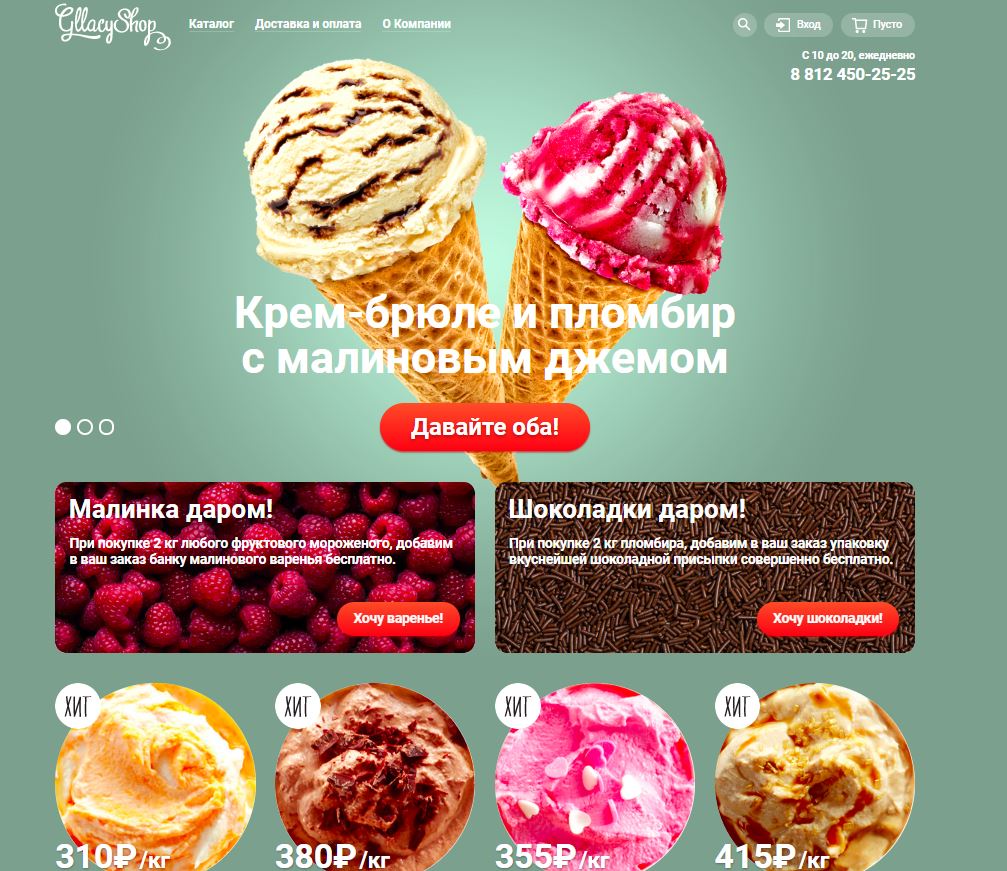 GllacyShop
Каталог Доставка и оплата О Компании
Вход Пусто
С 10 до 20, ежедневно
8 812 450-25-25
Крем-брюле и пломбир
с малиновым джемом
Давайте оба!
Малинка даром!
При покупке 2 кг любого фруктового мороженого, добавим
в ваш заказ банку малинового варенья бесплатно.
Хочу варенье!
Шоколадки даром!
При покупке 2 кг пломбира, добавим в ваш заказ упаковку
вкуснейшей шоколадной присыпки совершенно бесплатно.
Хочу шоколадки!
ХИТ ХИТ ХИТ ХИТ
310₽/кг 380₽/кг 355₽/кг 415₽/кг